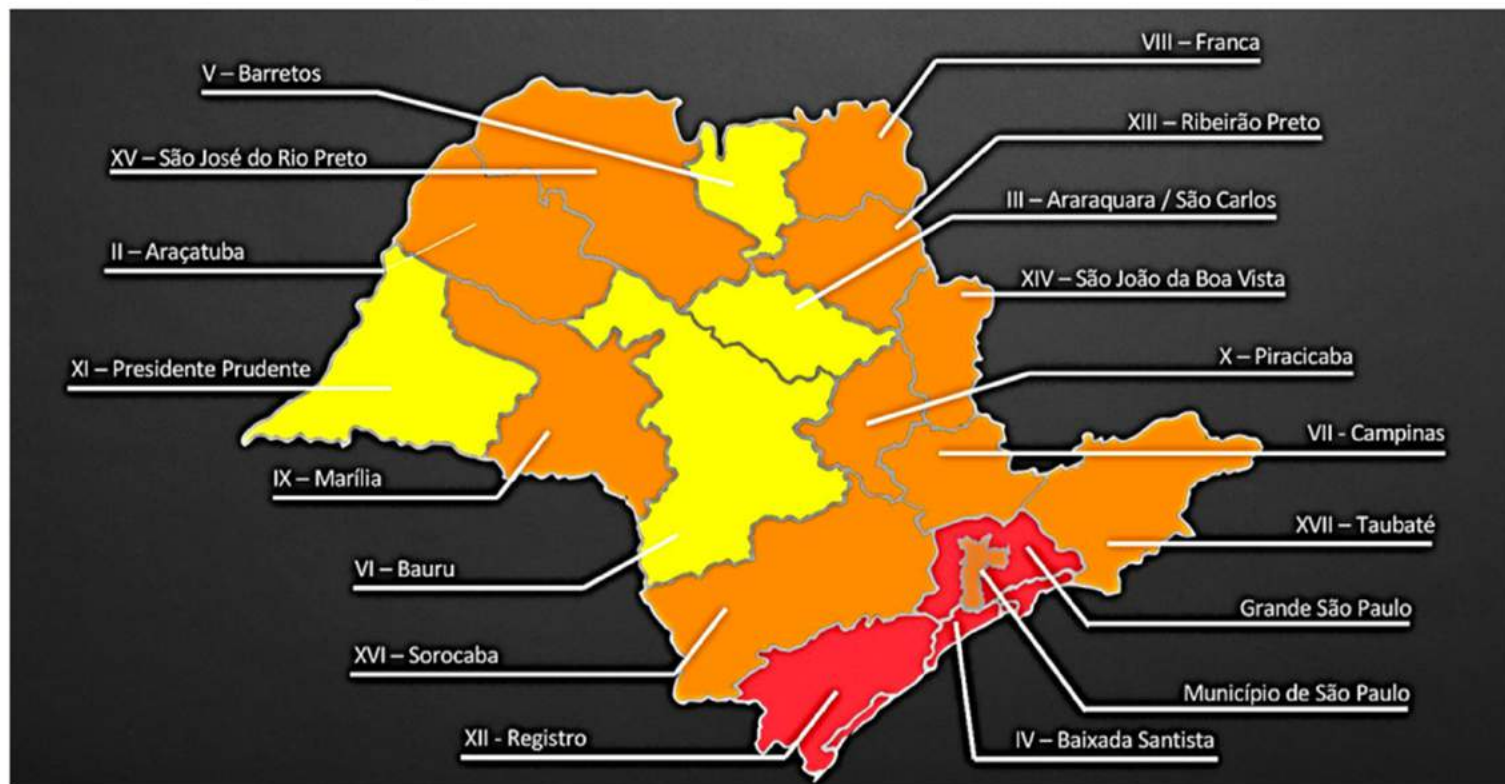 VIII – Franca
V – Barretos
XIII – Ribeirão Preto
XV – São José do Rio Preto
III – Araraquara / São Carlos
II – Araçatuba
XIV – São João da Boa Vista
XI – Presidente Prudente
X – Piracicaba
VII - Campinas
IX – Marília
XVII – Taubaté
VI – Bauru
Grande São Paulo
XVI – Sorocaba
Município de São Paulo
XII - Registro
IV – Baixada Santista